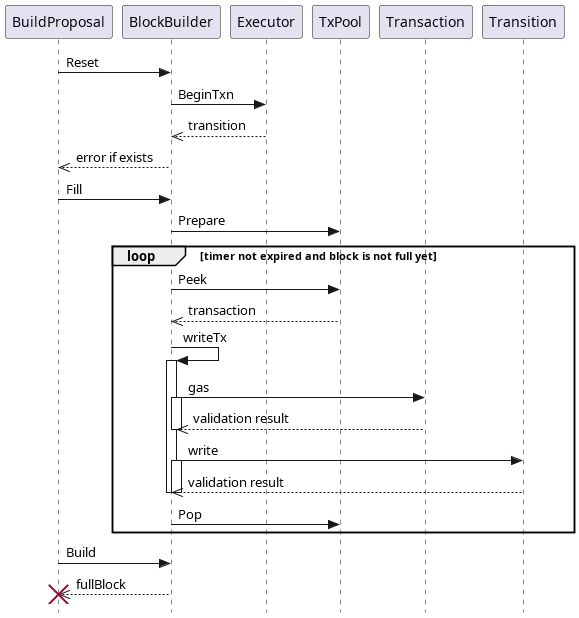 BuildProposal BlockBuilder Executor TxPool Transaction Transition
Reset
BeginTxn
transition
error if exists
Fill
Prepare
loop [timer not expired and block is not full yet]
Peek
transaction
writeTx
gas
validation result
write
validation result
Pop
Build
fullBlock